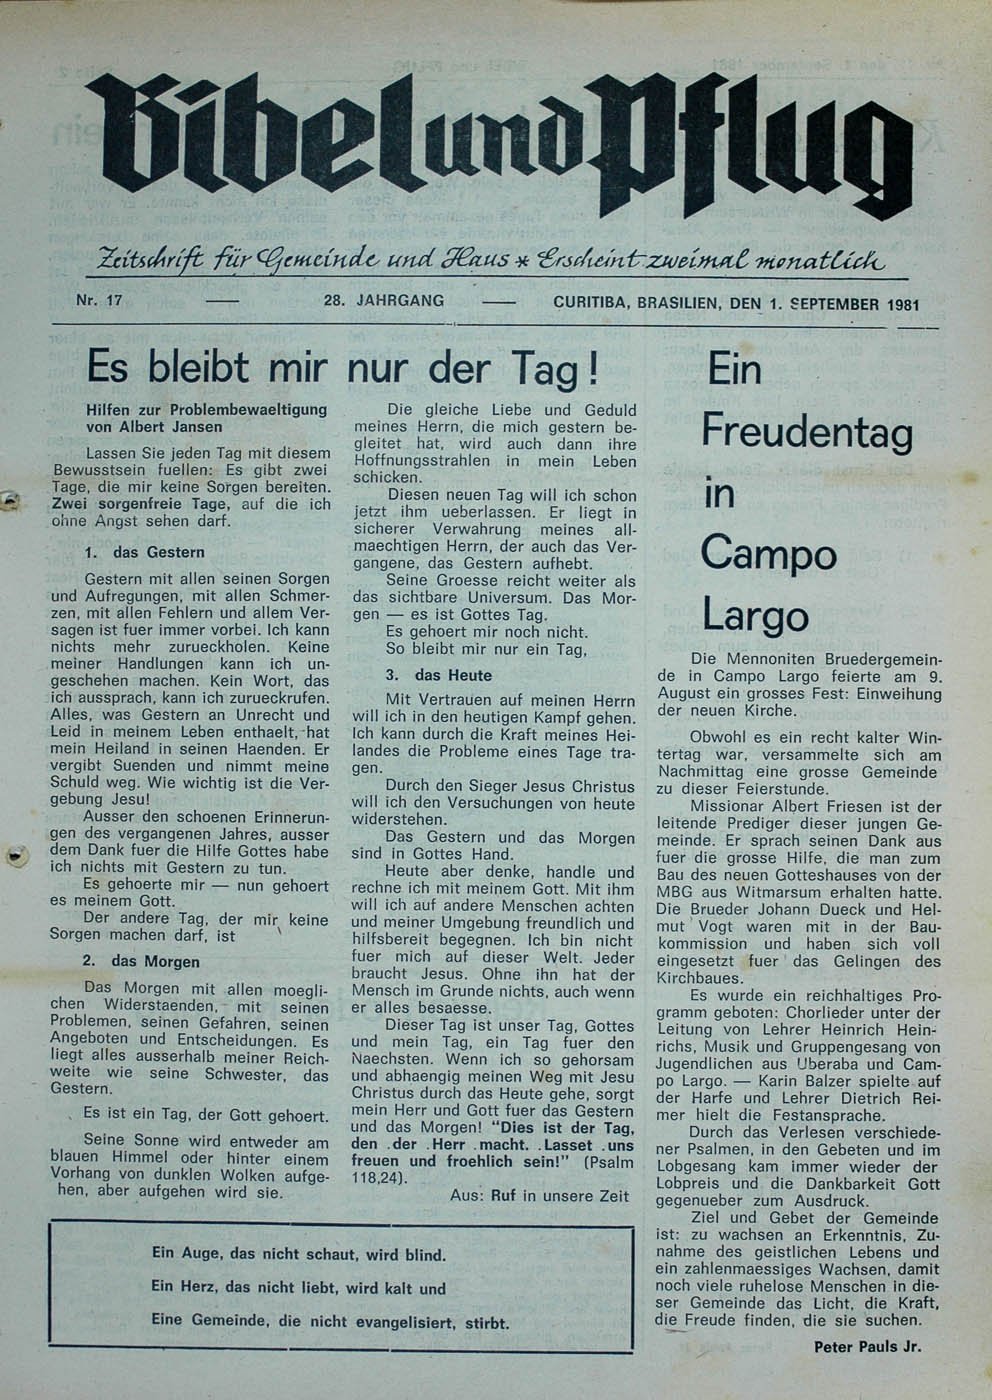 Bibel und Pflug
Zeitschrift für Gemeinde und Haus * Erscheint zweimal monatlich
Nr. 17 — 28. JAHRGANG — CURITIBA, BRASILIEN, DEN 1. SEPTEMBER 1981
Es bleibt mir nur der Tag !
Hilfen zur Problembewaeltigung
von Albert Jansen
Lassen Sie jeden Tag mit diesem
Bewusstsein fuellen: Es gibt zwei
Tage, die mir keine Sorgen bereiten.
Zwei sorgenfreie Tage, auf die ich
ohne Angst sehen darf.
1. das Gestern
Gestern mit allen seinen Sorgen
und Aufregungen, mit allen Schmer-
zen, mit allen Fehlern und allem Ver-
sagen ist fuer immer vorbei. Ich kann
nichts mehr zurueckholen. Keine
meiner Handlungen kann ich un-
geschehen machen. Kein Wort, das
ich aussprach, kann ich zurueckrufen.
Alles, was Gestern an Unrecht und
Leid in meinem Leben enthaelt, hat
mein Heiland in seinen Haenden. Er
vergibt Suenden und nimmt meine
Schuld weg. Wie wichtig ist die Ver-
gebung Jesu!
Ausser den schoenen Erinnerun-
gen des vergangenen Jahres, ausser
dem Dank fuer die Hilfe Gottes habe
ich nichts mit Gestern zu tun.
Es gehoerte mir — nun gehoert
es meinem Gott.
Der andere Tag, der mir keine
Sorgen machen darf, ist
2. das Morgen
Das Morgen mit allen moegli-
chen Widerstaenden, mit seinen
Problemen, seinen Gefahren, seinen
Angeboten und Entscheidungen. Es
liegt alles ausserhalb meiner Reich-
weite wie seine Schwester, das
Gestern.
Es ist ein Tag, der Gott gehoert.
Seine Sonne wird entweder am
blauen Himmel oder hinter einem
Vorhang von dunklen Wolken aufge-
hen, aber aufgehen wird sie.
Die gleiche Liebe und Geduld
meines Herrn, die mich gestern be-
gleitet hat, wird auch dann ihre
Hoffnungsstrahlen in mein Leben
schicken.
Diesen neuen Tag will ich schon
jetzt ihm ueberlassen. Er liegt in
sicherer Verwahrung meines all-
maechtigen Herrn, der auch das Ver-
gangene, das Gestern aufhebt.
Seine Groesse reicht weiter als
das sichtbare Universum. Das Mor-
gen — es ist Gottes Tag.
Es gehoert mir noch nicht.
So bleibt mir nur ein Tag,
3. das Heute
Mit Vertrauen auf meinen Herrn
will ich in den heutigen Kampf gehen.
Ich kann durch die Kraft meines Hei-
landes die Probleme eines Tage tra-
gen.
Durch den Sieger Jesus Christus
will ich den Versuchungen von heute
widerstehen.
Das Gestern und das Morgen
sind in Gottes Hand.
Heute aber denke, handle und
rechne ich mit meinem Gott. Mit ihm
will ich auf andere Menschen achten
und meiner Umgebung freundlich und
hilfsbereit begegnen. Ich bin nicht
fuer mich auf dieser Welt. Jeder
braucht Jesus. Ohne ihn hat der
Mensch im Grunde nichts, auch wenn
er alles besaesse.
Dieser Tag ist unser Tag, Gottes
und mein Tag, ein Tag fuer den
Naechsten. Wenn ich so gehorsam
und abhaengig meinen Weg mit Jesu
Christus durch das Heute gehe, sorgt
mein Herr und Gott fuer das Gestern
und das Morgen! "Dies ist der Tag,
den .der .Herr .macht. .Lasset .uns
freuen und froehlich sein!" (Psalm
118,24).
Aus: Ruf in unsere Zeit
Ein Auge, das nicht schaut, wird blind.
Ein Herz, das nicht liebt, wird kalt und
Eine Gemeinde, die nicht evangelisiert, stirbt.
Ein
Freudentag
in
Campo
Largo
Die Mennoniten Bruedergemein-
de in Campo Largo feierte am 9.
August ein grosses Fest: Einweihung
der neuen Kirche.
Obwohl es ein recht kalter Win-
tertag war, versammelte sich am
Nachmittag eine grosse Gemeinde
zu dieser Feierstunde.
Missionar Albert Friesen ist der
leitende Prediger dieser jungen Ge-
meinde. Er sprach seinen Dank aus
fuer die grosse Hilfe, die man zum
Bau des neuen Gotteshauses von der
MBG aus Witmarsum erhalten hatte.
Die Brueder Johann Dueck und Hel-
mut Vogt waren mit in der Bau-
kommission und haben sich voll
eingesetzt fuer das Gelingen des
Kirchbaues.
Es wurde ein reichhaltiges Pro-
gramm geboten: Chorlieder unter der
Leitung von Lehrer Heinrich Hein-
richs, Musik und Gruppengesang von
Jugendlichen aus Uberaba und Cam-
po Largo. — Karin Balzer spielte auf
der Harfe und Lehrer Dietrich Rei-
mer hielt die Festansprache.
Durch das Verlesen verschiede-
ner Psalmen, in den Gebeten und im
Lobgesang kam immer wieder der
Lobpreis und die Dankbarkeit Gott
gegenueber zum Ausdruck.
Ziel und Gebet der Gemeinde
ist: zu wachsen an Erkenntnis, Zu-
nahme des geistlichen Lebens und
ein zahlenmaessiges Wachsen, damit
noch viele ruhelose Menschen in die-
ser Gemeinde das Licht, die Kraft,
die Freude finden, die sie suchen.
Peter Pauls Jr.